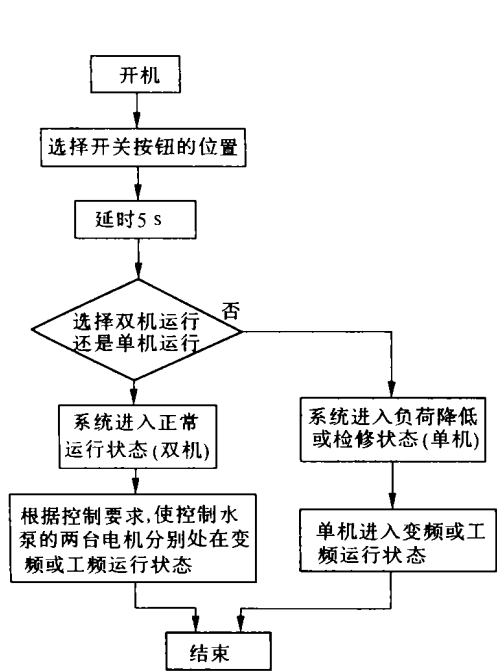 开机
选择开关按钮的位置
延时5 s
选择双机运行
还是单机运行
否
系统进入正常
运行状态(双机)
系统进入负荷降低
或检修状态(单机)
根据控制要求,使控制水
泵的两台电机分别处在变
频或工频运行状态
单机进入变频或工
频运行状态
结束